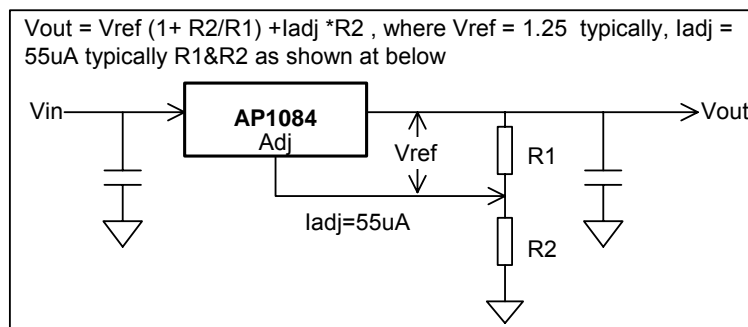 Vout = Vref (1+ R2/R1) +Iadj *R2 , where Vref = 1.25 typically, Iadj =
55uA typically R1&R2 as shown at below
Vin
AP1084
Vout
Adj
Vref
R1
Iadj=55uA
R2